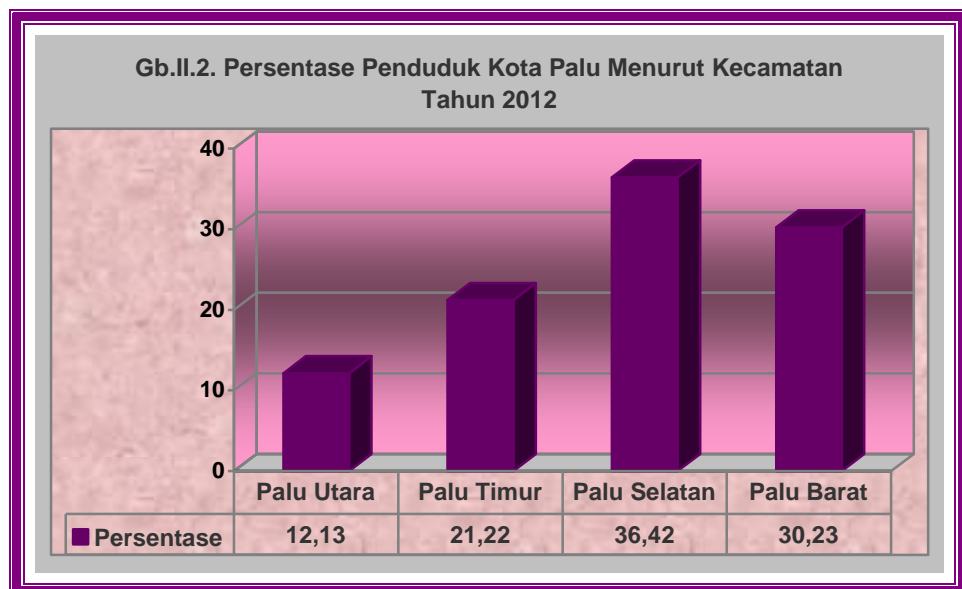 Gb.II.2. Persentase Penduduk Kota Palu Menurut Kecamatan
Tahun 2012
40
30
20
10
0
Palu Utara Palu Timur Palu Selatan Palu Barat
Persentase 12,13 21,22 36,42 30,23